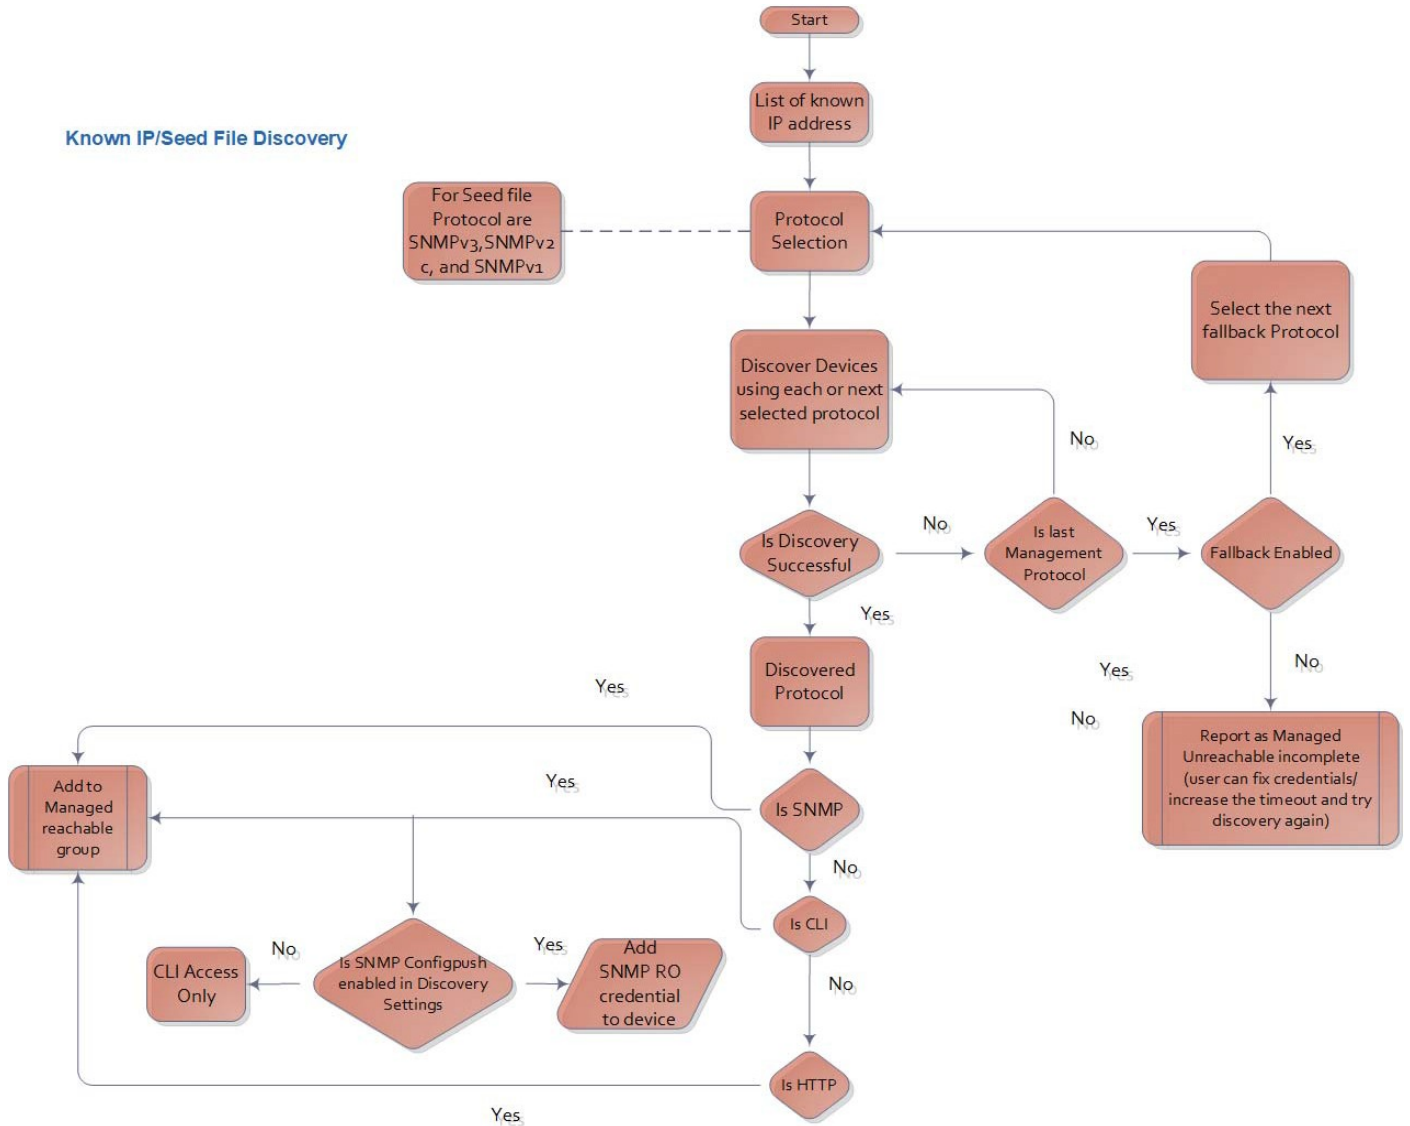 Start
List of known
IP address
Known IP/Seed File Discovery
For Seed file
Protocol are
SNMPv3,SNMPv2
c, and SNMPv1
Protocol
Selection
Select the next
fallback Protocol
Discover Devices
using each or next
selected protocol
No
Yes
Is Discovery
Successful
No
Is last
Management
Protocol
Yes
Fallback Enabled
Yes
Discovered
Protocol
Yes
No
Yes
No
Report as Managed
Unreachable incomplete
(user can fix credentials/
increase the timeout and try
discovery again)
Yes
Add to
Managed
reachable
group
Yes
Is SNMP
No
Is CLI
CLI Access
Only
No
Is SNMP Configpush
enabled in Discovery
Settings
Yes
Add
SNMP RO
credential
to device
No
Is HTTP
Yes